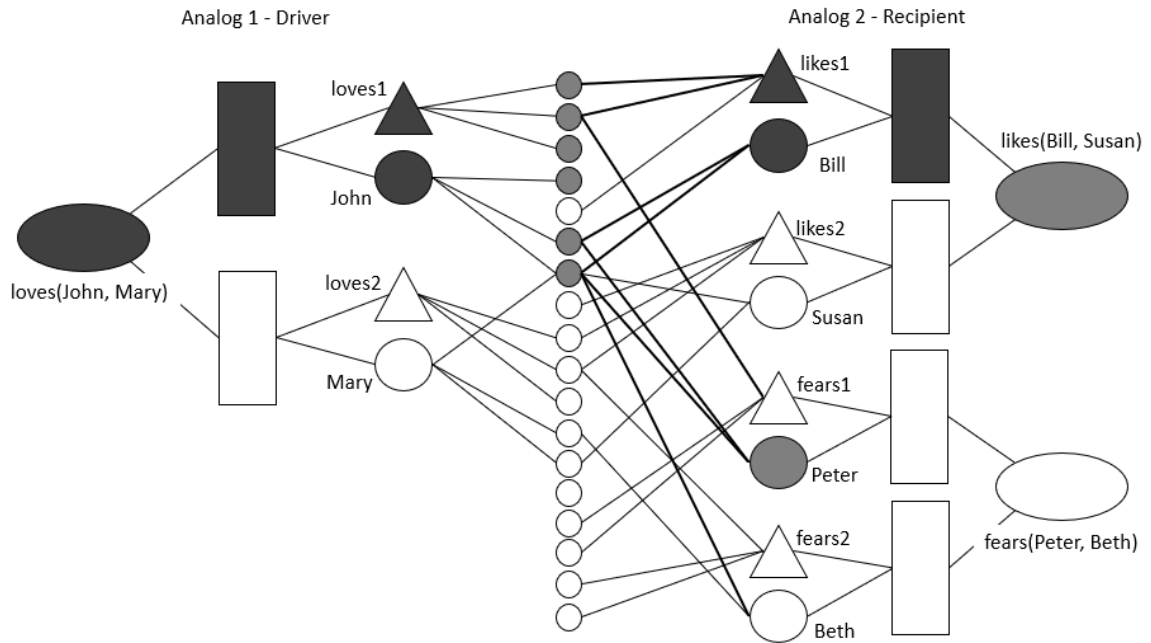 Analog 1 - Driver
Analog 2 - Recipient
loves1
John
loves(John, Mary)
loves2
Mary
likes1
Bill
likes(Bill, Susan)
likes2
Susan
fears1
Peter
fears2
Beth
fears(Peter, Beth)